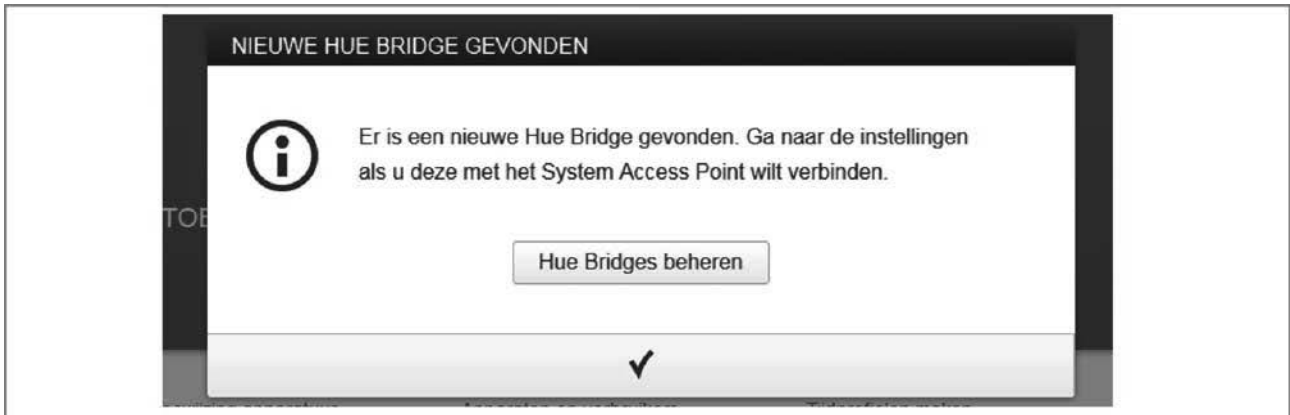 NIEUWE HUE BRIDGE GEVONDEN
Er is een nieuwe Hue Bridge gevonden. Ga naar de instellingen
als u deze met het System Access Point wilt verbinden.
TOE
Hue Bridges beheren